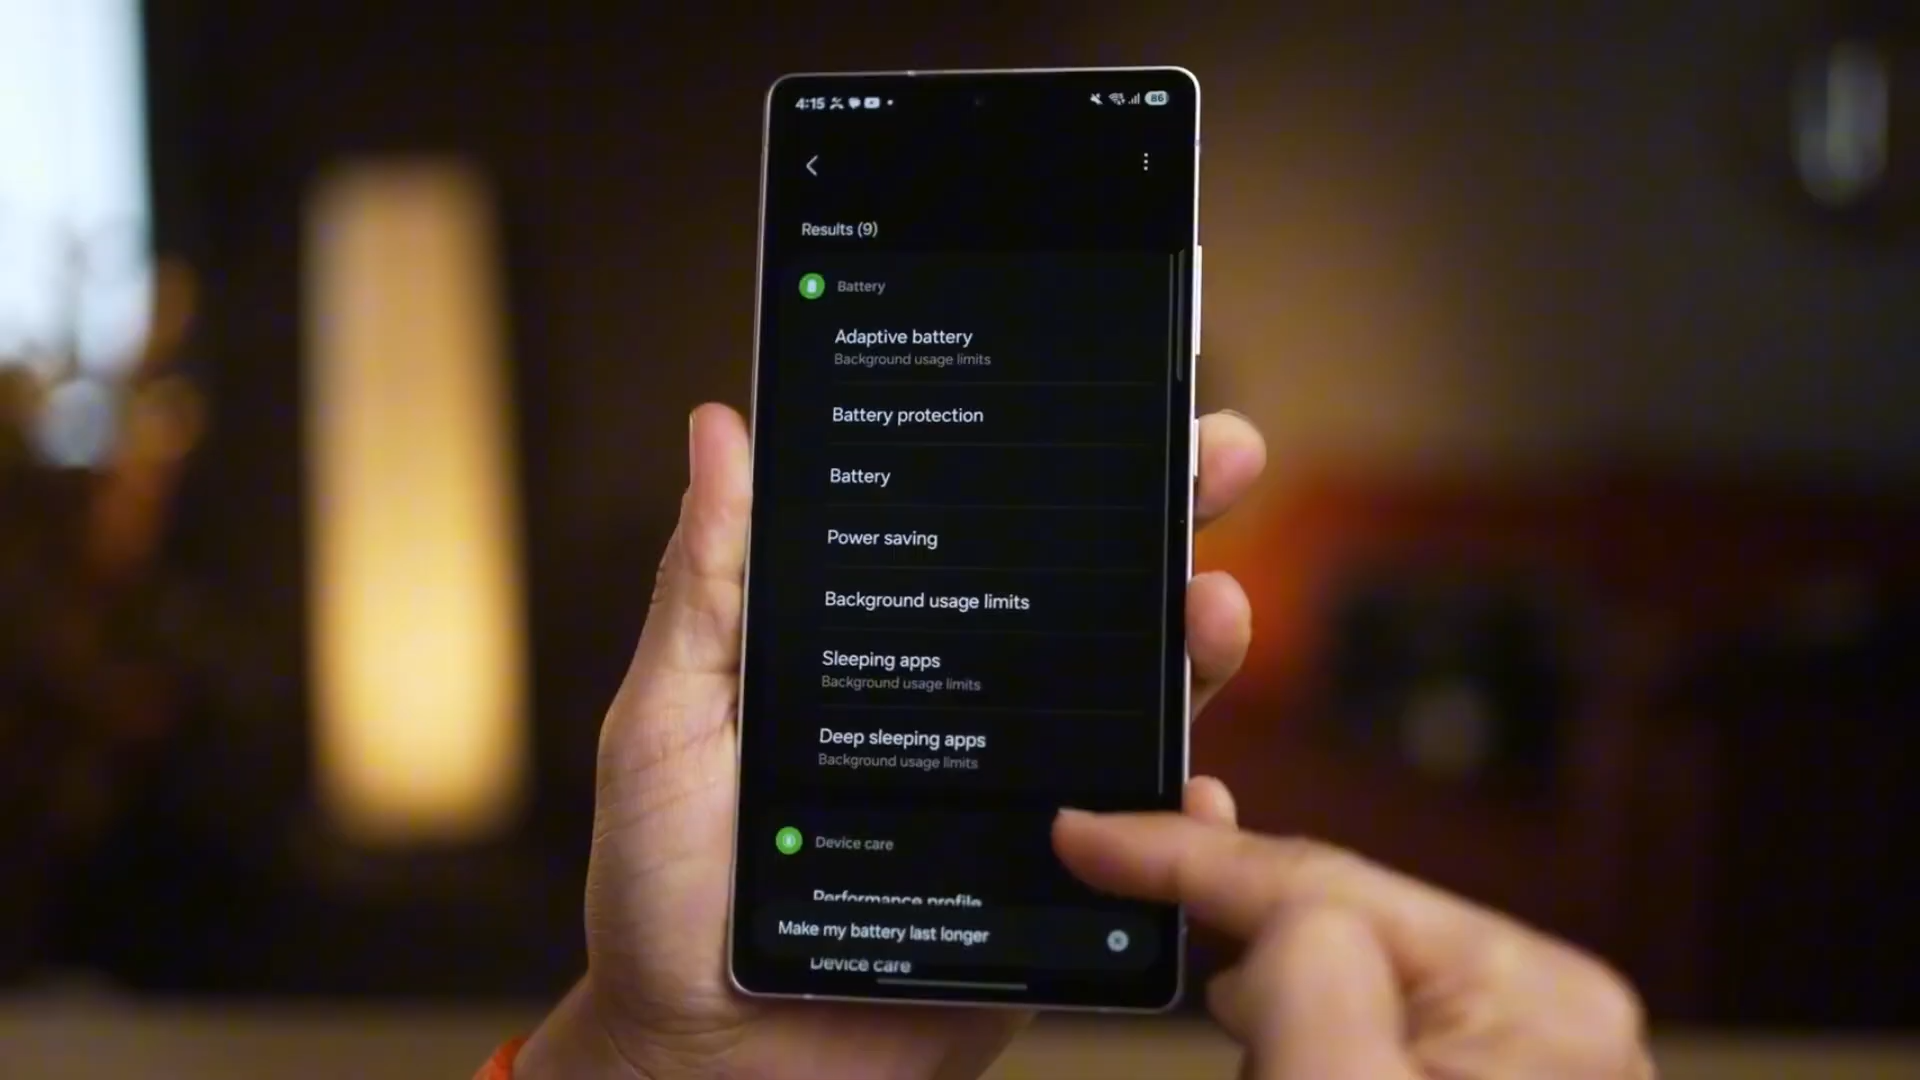 4:15
86
Results (9)
Battery
Adaptive battery
Background usage limits
Battery protection
Battery
Power saving
Background usage limits
Sleeping apps
Background usage limits
Deep sleeping apps
Background usage limits
Device care
Performance profile
Make my battery last longer
Device care